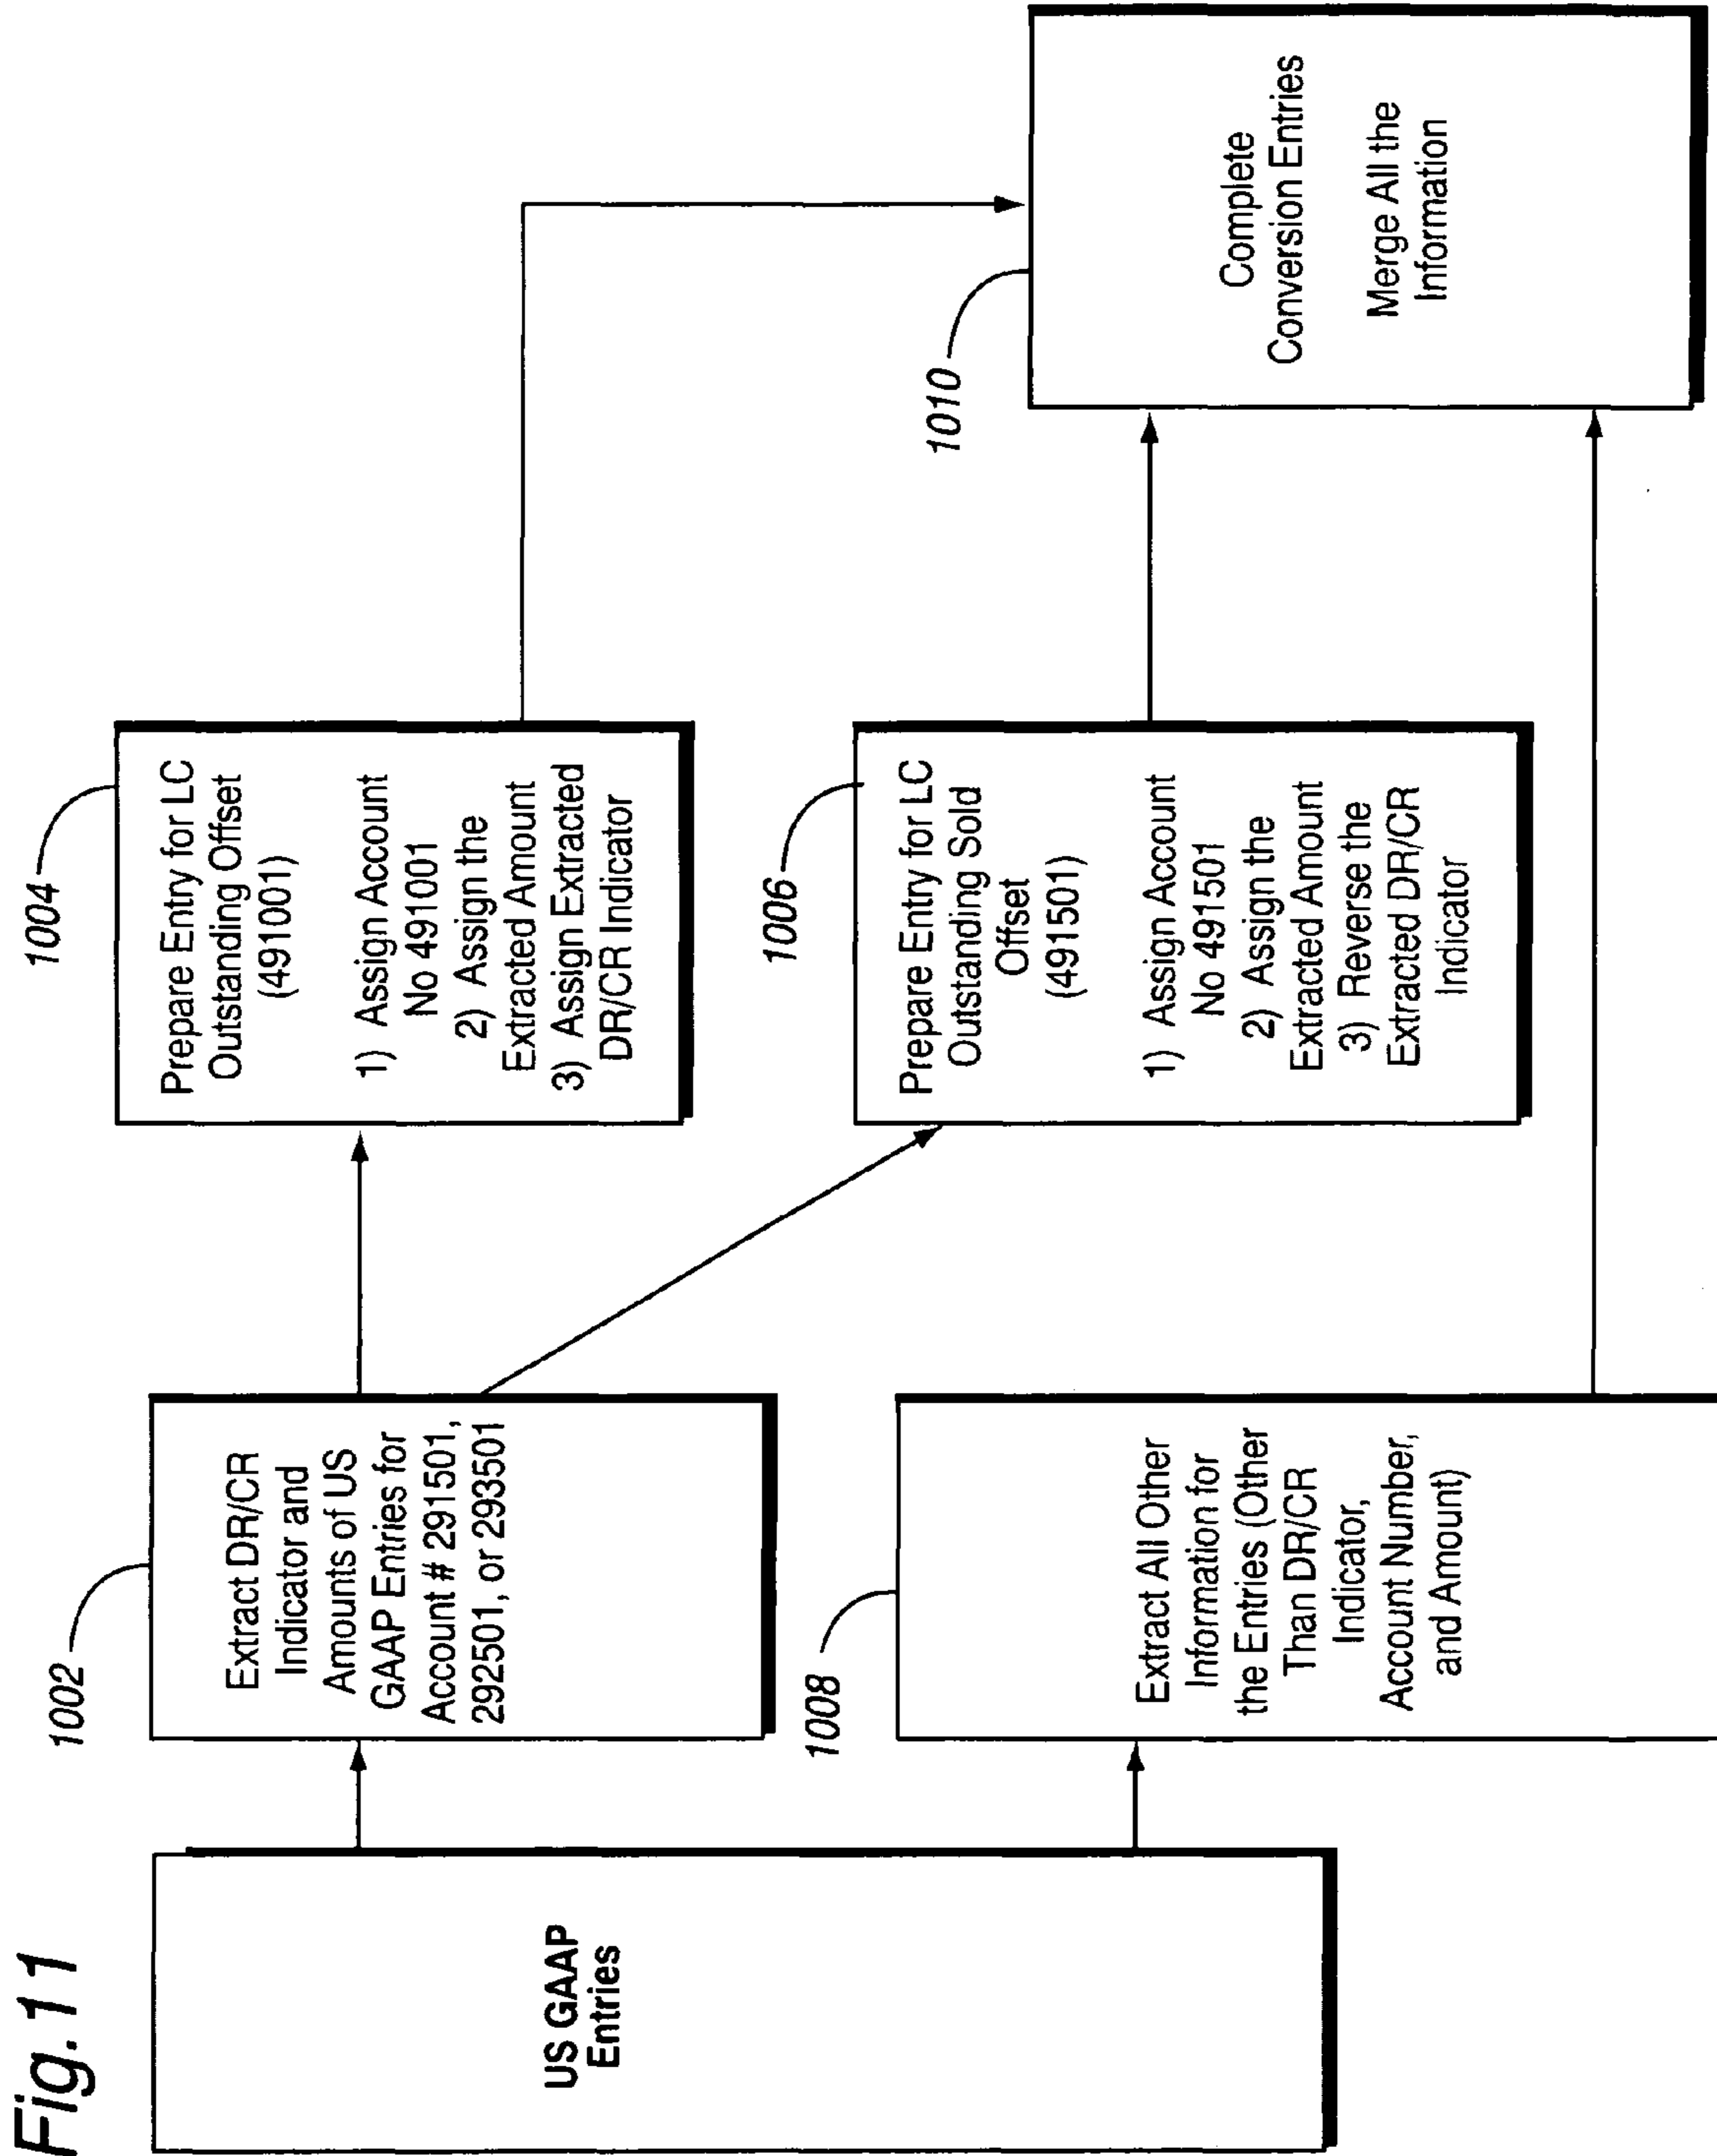 Fig.11
US GAAP
Entries
1002
Extract DR/CR
Indicator and
Amounts of US
GAAP Entries for
Account # 291501,
292501, or 293501
1008
Extract All Other
Information for
the Entries (Other
Than DR/CR
Indicator,
Account Number,
and Amount)
1004
Prepare Entry for LC
Outstanding Offset
(491001)
1) Assign Account
No 491001
2) Assign the
Extracted Amount
3) Assign Extracted
DR/CR Indicator
1006
Prepare Entry for LC
Outstanding Sold
Offset
(491501)
1) Assign Account
No 491501
2) Assign the
Extracted Amount
3) Reverse the
Extracted DR/CR
Indicator
1010
Complete
Conversion Entries
Merge All the
Information